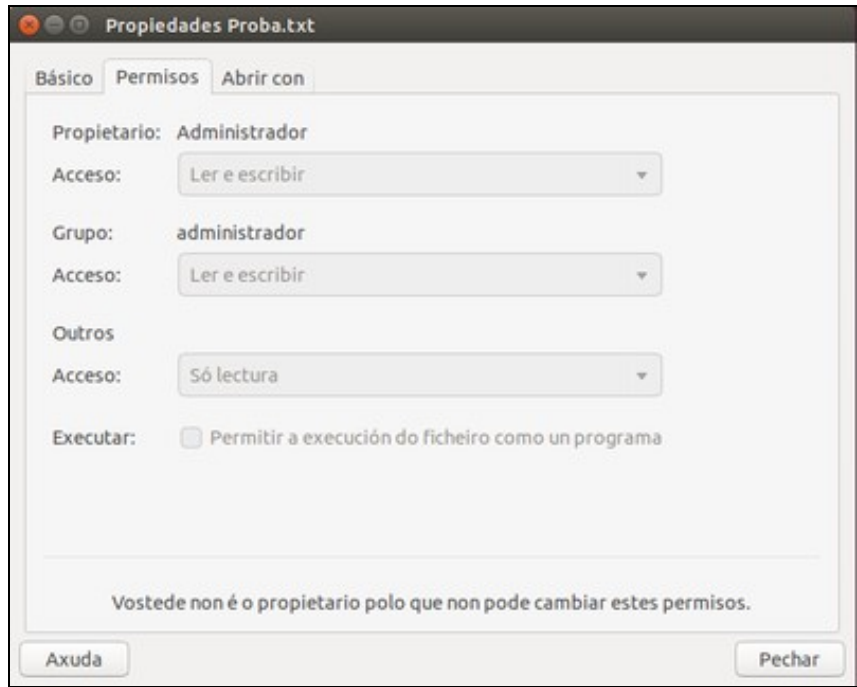 Propiedades Proba.txt
Básico Permisos Abrir con
Propietario: Administrador
Acceso: Ler e escribir
Grupo: administrador
Acceso: Ler e escribir
Outros
Acceso: Só lectura
Executar: Permitir a execución do ficheiro como un programa
Vostede non é o propietario polo que non pode cambiar estes permisos.
Axuda Pechar